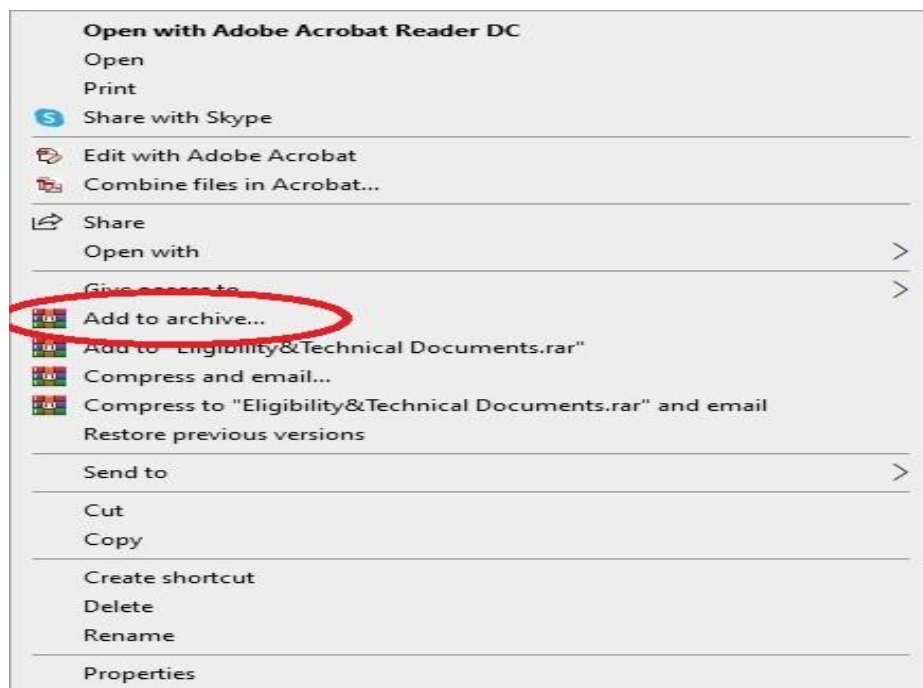 Open with Adobe Acrobat Reader DC
Open
Print
Share with Skype
Edit with Adobe Acrobat
Combine files in Acrobat...
Share
Open with
Give access to
Add to archive...
Add to "Eligibility&Technical Documents.rar"
Compress and email...
Compress to "Eligibility&Technical Documents.rar" and email
Restore previous versions
Send to
Cut
Copy
Create shortcut
Delete
Rename
Properties